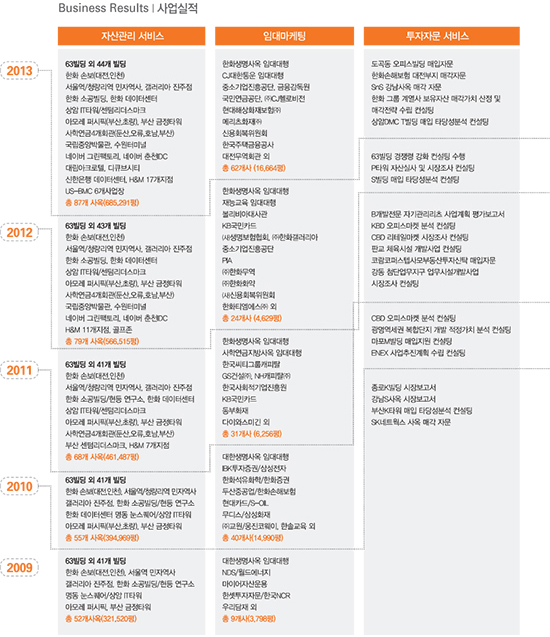 Business Results | 사업실적
자산관리 서비스
임대마케팅
투자자문 서비스
2013
63빌딩 외 44개 빌딩
한화 손보(대전,인천)
서울역/청량리역 민자역사, 갤러리아 진주점
한화 소공빌딩, 한화 데이터센터
상암 IT타워/센텀리더스마크
아모레 퍼시픽(부산,초량), 부산 금정타워
사학연금4개회관(둔산,오류,호남,부산)
국립중앙박물관, 수원터미널
네이버 그린팩토리, 네이버 춘천IDC
대림아크로텔, 디큐브시티
신한은행 데이터센터, H&M 17개지점
US-BMC 6개사업장
총 87개 사옥(685,291평)
한화생명사옥 임대대행
CJ대한통운 임대대행
중소기업진흥공단, 금융감독원
국민연금공단, ㈜CJ헬로비전
현대해상화재보험㈜
메리츠화재㈜
신용회복위원회
한국주택금융공사
대전무역회관 외
총 62개사 (16,664평)
도곡동 오피스빌딩 매입자문
한화손해보험 대전부지 매각자문
SnS 강남사옥 매각 자문
한화 그룹 계열사 보유자산 매각가치 산정 및
매각전략 수립 컨설팅
상암DMC T빌딩 매입 타당성분석 컨설팅
2012
63빌딩 외 43개 빌딩
한화 손보(대전,인천)
서울역/청량리역 민자역사, 갤러리아 진주점
한화 소공빌딩, 한화 데이터센터
상암 IT타워/센텀리더스마크
아모레 퍼시픽(부산,초량), 부산 금정타워
사학연금4개회관(둔산,오류,호남,부산)
국립중앙박물관, 수원터미널
네이버 그린팩토리, 네이버 춘천IDC
H&M 11개지점, 골프존
총 79개 사옥(566,515평)
한화생명사옥 임대대행
재능교육 임대대행
볼리비아대사관
KB국민카드
㈔생명보험협회, ㈜한화갤러리아
중소기업진흥공단
PIA
㈜한화무역
㈜한화화약
㈔신용회복위원회
한화티엠에스㈜ 외
총 24개사 (4,629평)
63빌딩 경쟁령 강화 컨설팅 수행
P타워 자산실사 및 시장조사 컨설팅
S빌딩 매입 타당성분석 컨설팅
B개발전문 자기관리리츠 사업계획 평가보고서
KBD 오피스마켓 분석 컨설팅
CBD 리테일마켓 시장조사 컨설팅
판교 체육시설 개발사업 컨설팅
코람코퍼스텝사모부동산투자신탁 매입자문
강동 첨단업무지구 업무시설개발사업
시장조사 컨설팅
2011
63빌딩 외 41개 빌딩
한화 손보(대전,인천)
서울역/청량리역 민자역사, 갤러리아 진주점
한화 소공빌딩/현등 연구소, 한화 데이터센터
상암 IT타워/센텀리더스마크
아모레 퍼시픽(부산,초량), 부산 금정타워
사학연금4개회관(둔산,오류,호남,부산)
부산 센텀리더스마크, H&M 7개지점
총 68개 사옥(461,487평)
한화생명사옥 임대대행
사학연금지방사옥 임대대행
한국씨티그룹캐피탈
GS건설㈜, NH캐피탈㈜
한국사회적기업진흥원
KB국민카드
동부화재
다이와스미긴 외
총 31개사 (6,256평)
CBD 오피스마켓 컨설팅
광명역세권 복합단지 개발 적정가치 분석 컨설팅
마포M빌딩 매입지원 컨설팅
ENEX 사업추진계획 수립 컨설팅
2010
63빌딩 외 41개 빌딩
한화 손보(대전,인천), 서울역/청량리역 민자역사
갤러리아 진주점, 한화 소공빌딩/현등 연구소
한화 데이터센터 명동 눈스퀘어/상암 IT타워
아모레 퍼시픽(부산,초량), 부산 금정타워
총 55개 사옥(394,969평)
대한생명사옥 임대대행
IBK투자증권/삼성전자
한화석유화학/한화증권
두산중공업/한화손해보험
현대카드/S-OIL
무디스/삼성화재
㈜교원/웅진코웨이, 한솔교육 외
총 40개사(14,990평)
종로K빌딩 시장보고서
강남S사옥 시장보고서
부산K타워 매입 타당성분석 컨설팅
SK네트웍스 사옥 매각 자문
2009
63빌딩 외 41개 빌딩
한화 손보(대전,인천), 서울역 민자역사
갤러리아 진주점, 한화 소공빌딩/현등 연구소
명동 눈스퀘어/상암 IT타워
아모레 퍼시픽, 부산 금정타워
총 52개사옥(321,520평)
대한생명사옥 임대대행
NDS/월드에너지
마이어자산운용
한셋투자자문/한국NCR
우리담재 외
총 9개사(3,798평)